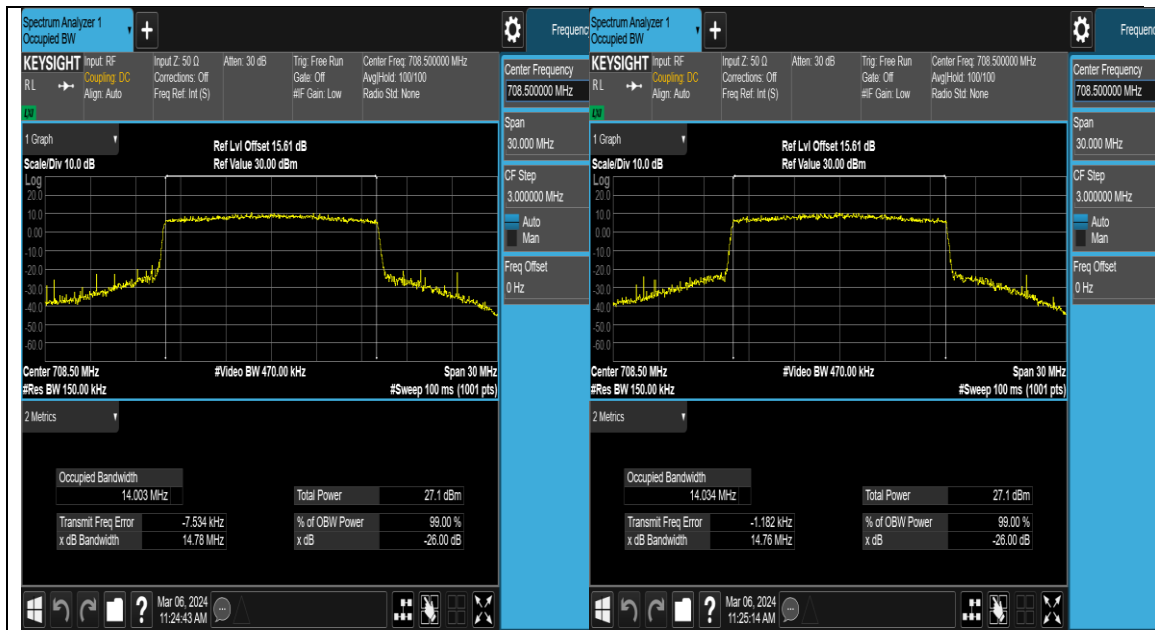 Spectrum Analyzer 1
Occupied BW
+
Frequenc
KEYSIGHT
R L
LNI
Input: RF
Coupling: DC
Align: Auto
Input Z: 50 Ω
Corrections: Off
Freq Ref: Int (S)
Atten: 30 dB
Trig: Free Run
Gate: Off
#IF Gain: Low
Center Freq: 708.500000 MHz
Avg|Hold: 100/100
Radio Std: None
Center Frequency
708.500000 MHz
Span
30.000 MHz
CF Step
3.000000 MHz
Auto
Man
Freq Offset
0 Hz
1 Graph
Scale/Div 10.0 dB
Ref Lvl Offset 15.61 dB
Ref Value 30.00 dBm
Log
20.0
10.0
0.00
-10.0
-20.0
-30.0
-40.0
-50.0
-60.0
Center 708.50 MHz
#Video BW 470.00 kHz
Span 30 MHz
#Res BW 150.00 kHz
#Sweep 100 ms (1001 pts)
2 Metrics
Occupied Bandwidth
14.003 MHz
Total Power 27.1 dBm
Transmit Freq Error -7.534 kHz
% of OBW Power 99.00 %
x dB Bandwidth 14.78 MHz
x dB -26.00 dB
?
Mar 06, 2024
11:24:43 AM
Spectrum Analyzer 1
Occupied BW
+
Frequenc
KEYSIGHT
R L
Input: RF
Coupling: DC
Align: Auto
Input Z: 50 Ω
Corrections: Off
Freq Ref: Int (S)
Atten: 30 dB
Trig: Free Run
Gate: Off
#IF Gain: Low
Center Freq: 708.500000 MHz
Avg|Hold: 100/100
Radio Std: None
Center Frequency
708.500000 MHz
Span
30.000 MHz
CF Step
3.000000 MHz
Auto
Man
Freq Offset
0 Hz
1 Graph
Scale/Div 10.0 dB
Ref Lvl Offset 15.61 dB
Ref Value 30.00 dBm
Log
20.0
10.0
0.00
-10.0
-20.0
-30.0
-40.0
-50.0
-60.0
Center 708.50 MHz
#Video BW 470.00 kHz
Span 30 MHz
#Res BW 150.00 kHz
#Sweep 100 ms (1001 pts)
2 Metrics
Occupied Bandwidth
14.034 MHz
Total Power 27.1 dBm
Transmit Freq Error -1.182 kHz
% of OBW Power 99.00 %
x dB Bandwidth 14.76 MHz
x dB -26.00 dB
?
Mar 06, 2024
11:25:14 AM